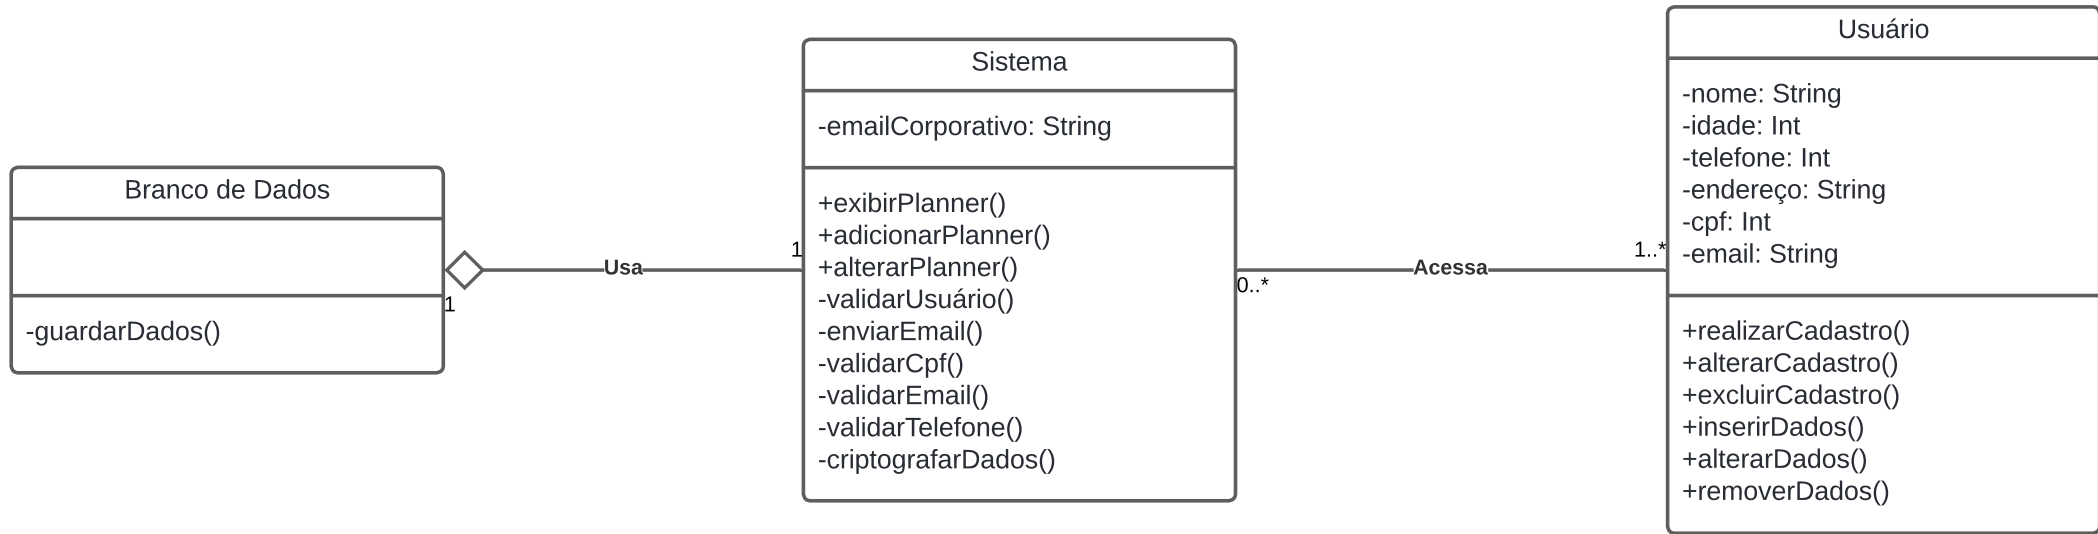 Branco de Dados
-guardarDados()
1
Usa
1
Sistema
-emailCorporativo: String
+exibirPlanner()
+adicionarPlanner()
+alterarPlanner()
-validarUsuário()
-enviarEmail()
-validarCpf()
-validarEmail()
-validarTelefone()
-criptografarDados()
0..*
Acessa
1..*
Usuário
-nome: String
-idade: Int
-telefone: Int
-endereço: String
-cpf: Int
-email: String
+realizarCadastro()
+alterarCadastro()
+excluirCadastro()
+inserirDados()
+alterarDados()
+removerDados()